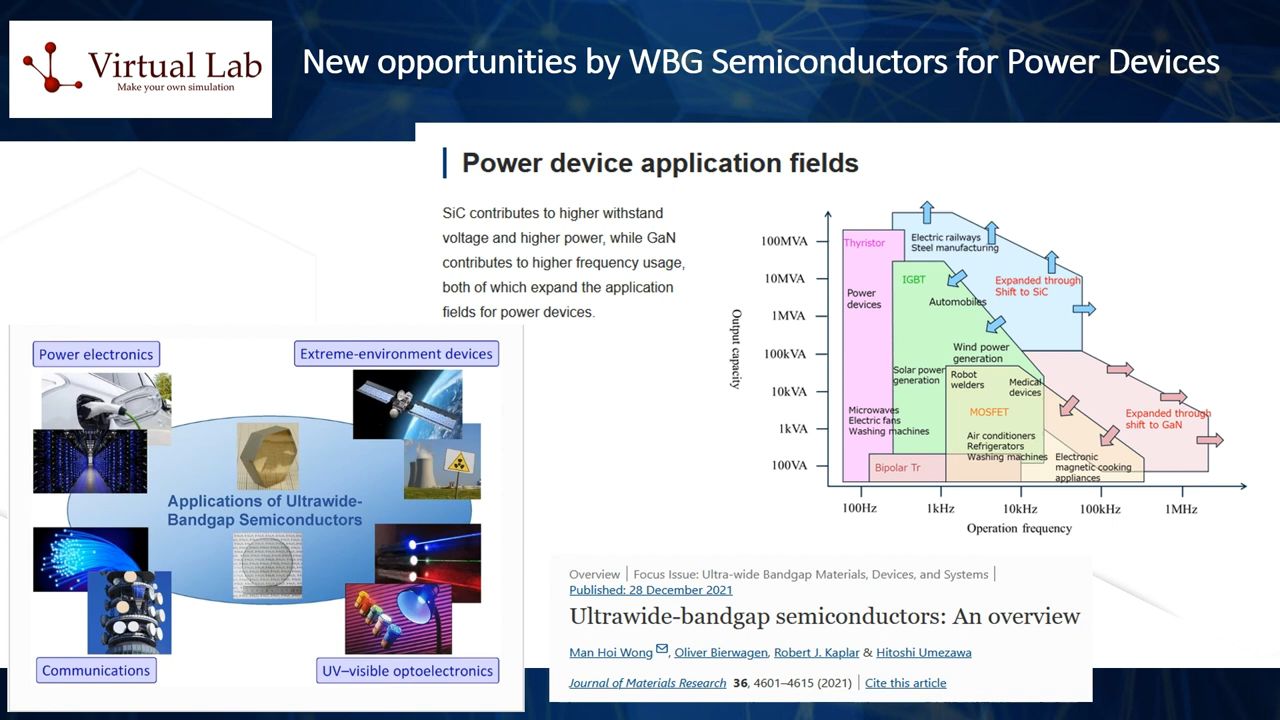 Virtual Lab
Make your own simulation
New opportunities by WBG Semiconductors for Power Devices
Power device application fields
SiC contributes to higher withstand
voltage and higher power, while GaN
contributes to higher frequency usage,
both of which expand the application
fields for power devices.
Output capacity
100MVA
10MVA
1MVA
100kVA
10kVA
1kVA
100VA
Thyristor
Electric railways
Steel manufacturing
IGBT
Expanded through
Shift to SiC
Power
devices
Automobiles
Wind power
generation
Solar power
generation
Robot
welders
Medical
devices
MOSFET
Microwaves
Electric fans
Washing machines
Expanded through
shift to GaN
Air conditioners
Refrigerators
Washing machines
Bipolar Tr
Electronic
magnetic cooking
appliances
100Hz
1kHz
10kHz
100kHz
1MHz
Operation frequency
Power electronics
Extreme-environment devices
Applications of Ultrawide-
Bandgap Semiconductors
Communications
UV–visible optoelectronics
Overview | Focus Issue: Ultra-wide Bandgap Materials, Devices, and Systems |
Published: 28 December 2021
Ultrawide-bandgap semiconductors: An overview
Man Hoi Wong, Oliver Bierwagen, Robert J. Kaplar & Hitoshi Umezawa
Journal of Materials Research 36, 4601–4615 (2021) | Cite this article